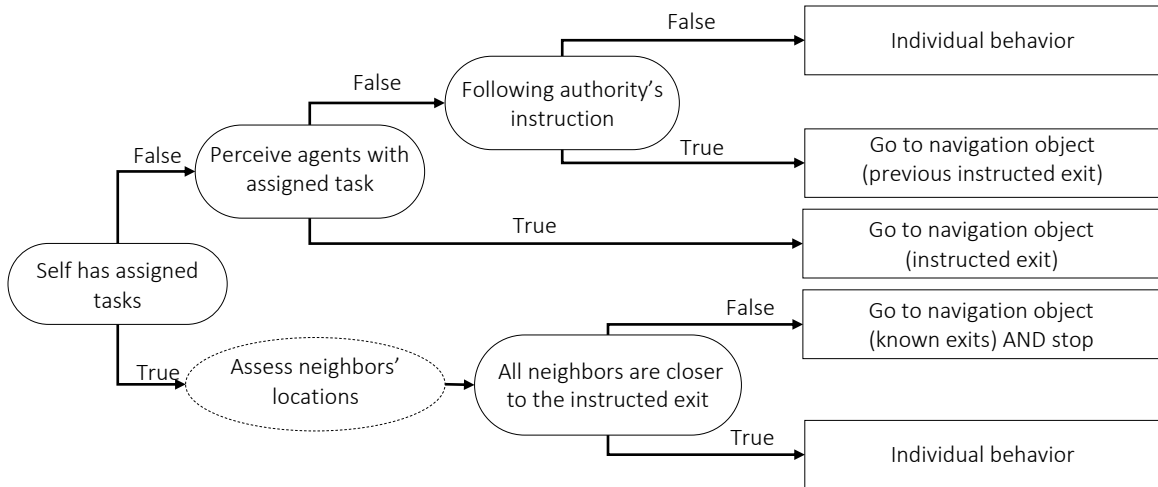 False
Individual behavior
False
Following authority's
instruction
True
Go to navigation object
(previous instructed exit)
False
Perceive agents with
assigned task
True
Go to navigation object
(instructed exit)
Self has assigned
tasks
False
Go to navigation object
(known exits) AND stop
True
Assess neighbors'
locations
All neighbors are closer
to the instructed exit
True
Individual behavior